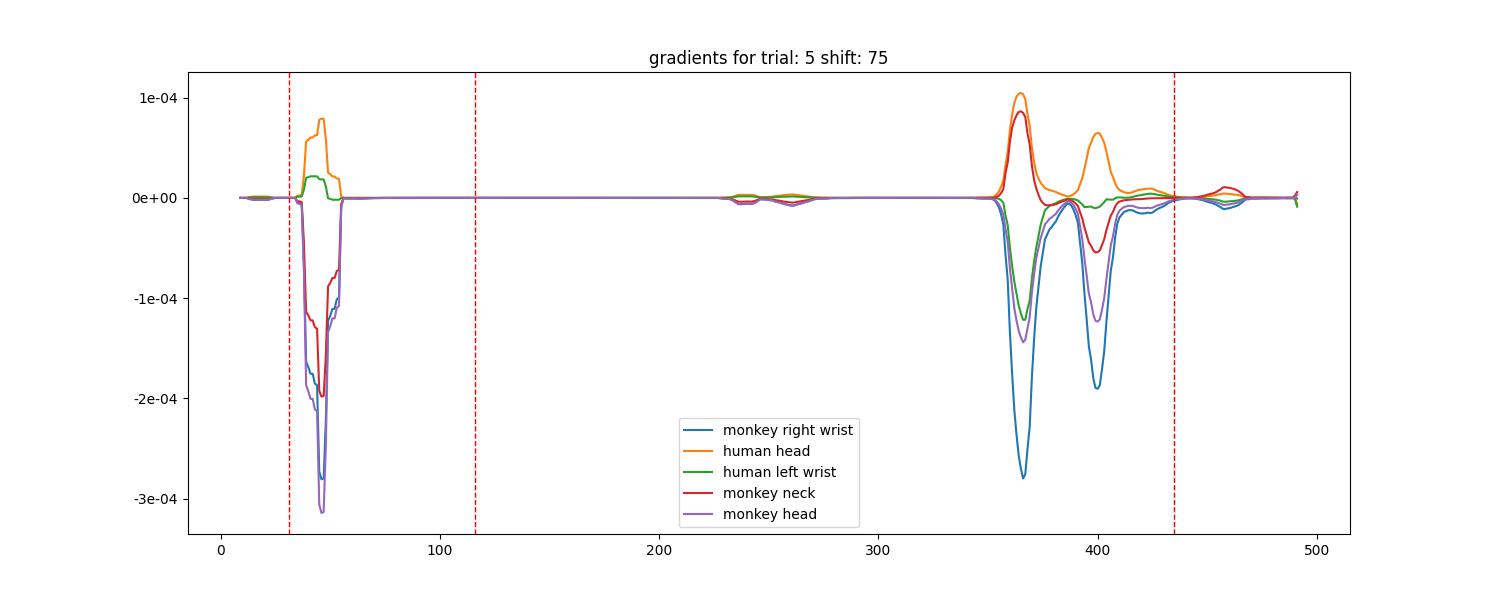 gradients for trial: 5 shift: 75
1e-04
0e+00
-1e-04
-2e-04
-3e-04
monkey right wrist
human head
human left wrist
monkey neck
monkey head
0 100 200 300 400 500